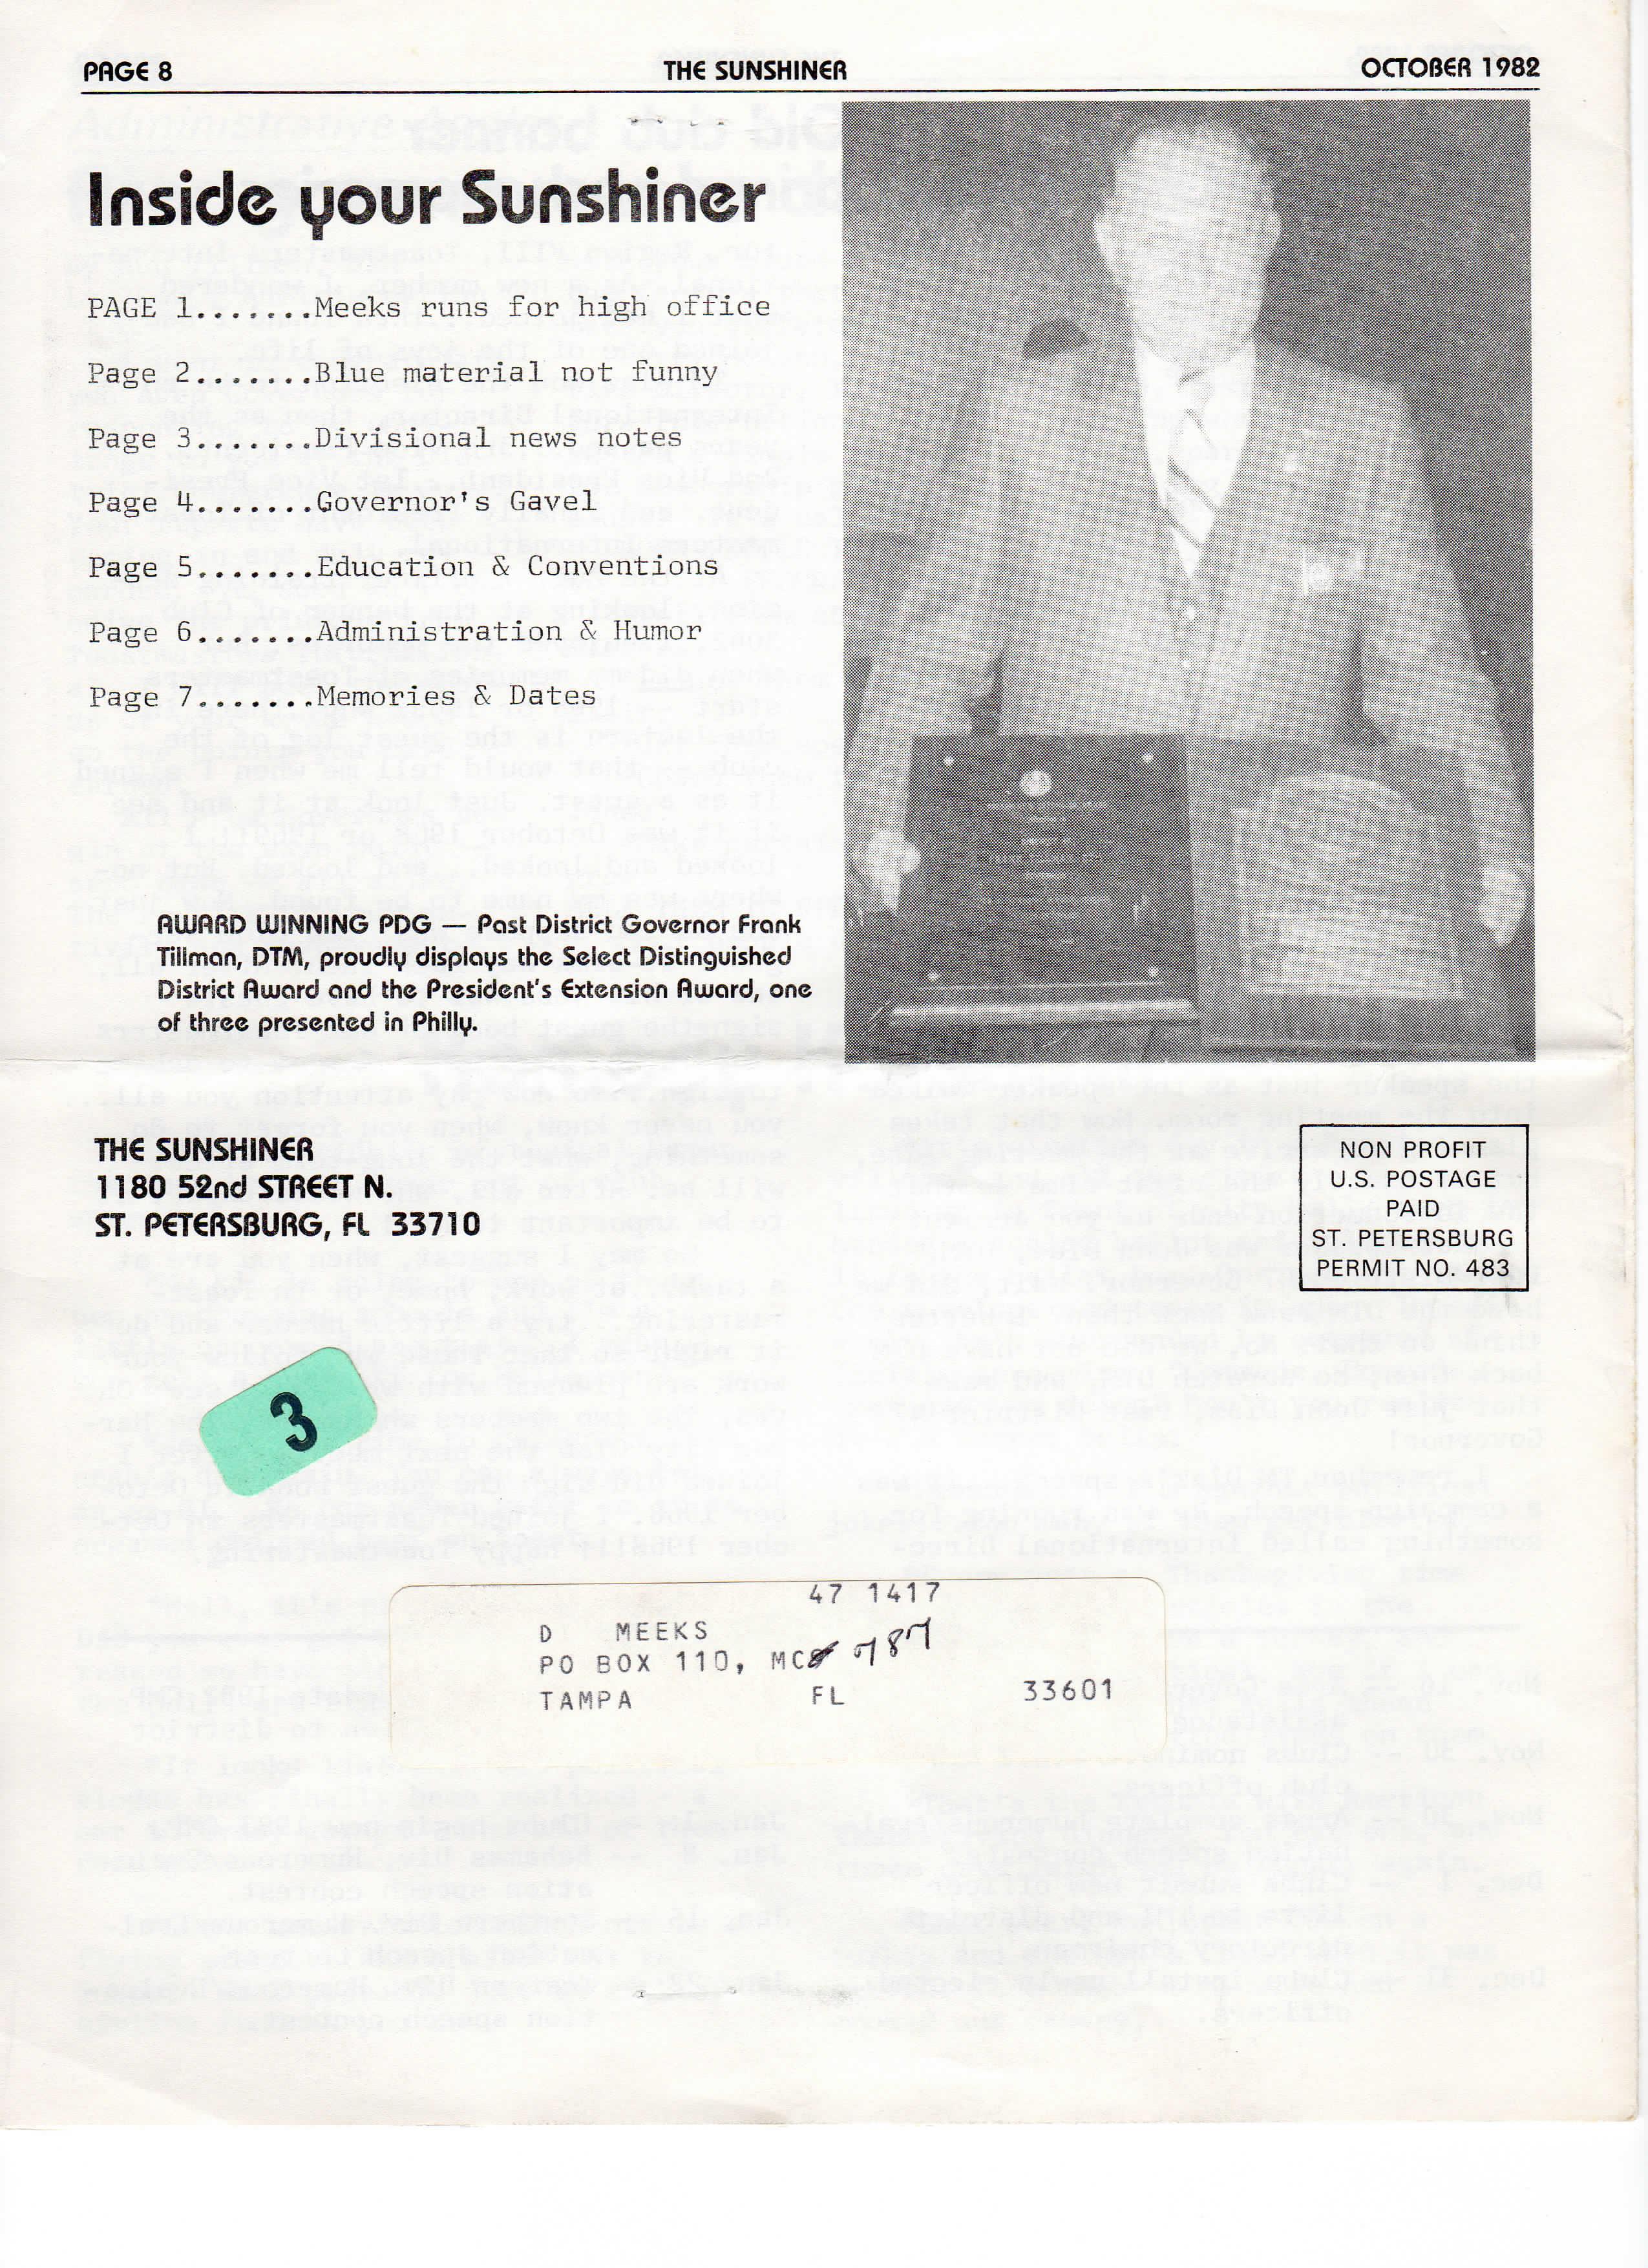 PAGE 8 THE SUNSHINER OCTOBER 1982
Inside your Sunshiner
PAGE 1.......Meeks runs for high office
Page 2.......Blue material not funny
Page 3.......Divisional news notes
Page 4.......Governor's Gavel
Page 5.......Education & Conventions
Page 6.......Administration & Humor
Page 7.......Memories & Dates
AWARD WINNING PDG — Past District Governor Frank
Tillman, DTM, proudly displays the Select Distinguished
District Award and the President's Extension Award, one
of three presented in Philly.
THE SUNSHINER
1180 52nd STREET N.
ST. PETERSBURG, FL 33710
NON PROFIT
U.S. POSTAGE
PAID
ST. PETERSBURG
PERMIT NO. 483
3
47 1417
D MEEKS
PO BOX 110, MC 787
TAMPA FL 33601